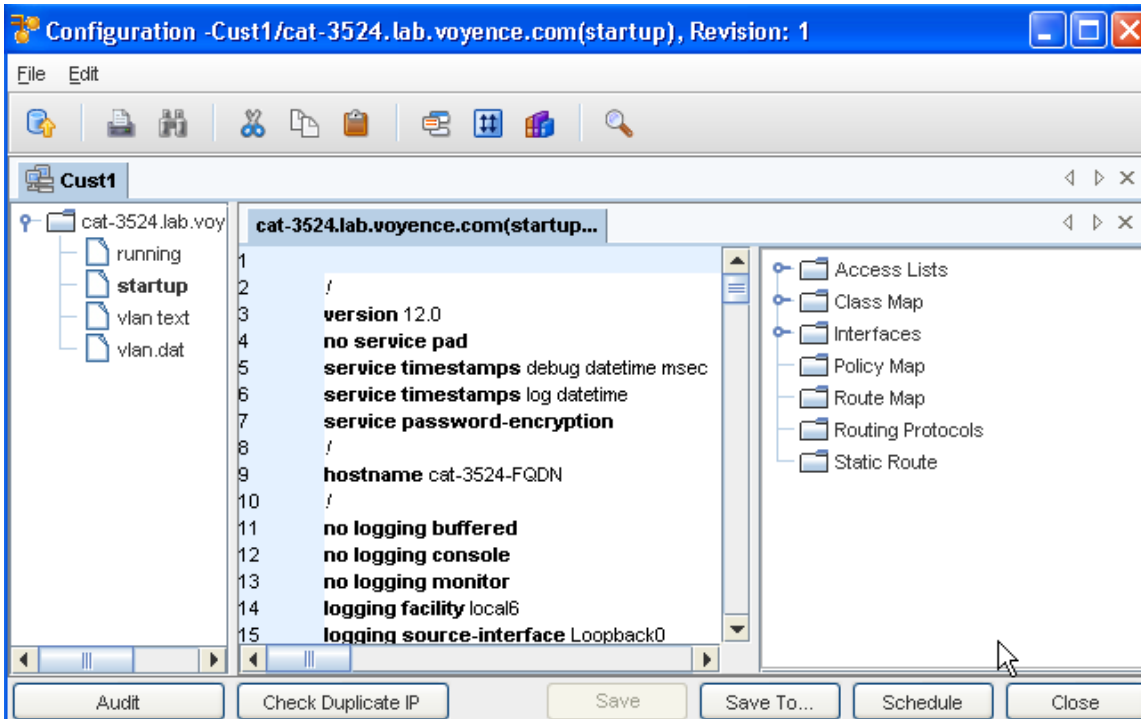 Configuration -Cust1/cat-3524.lab.voyence.com(startup), Revision: 1
File Edit
Cust1
cat-3524.lab.voy
running
startup
vlan text
vlan.dat
cat-3524.lab.voyence.com(startup...
1
2 /
3 version 12.0
4 no service pad
5 service timestamps debug datetime msec
6 service timestamps log datetime
7 service password-encryption
8 /
9 hostname cat-3524-FQDN
10 /
11 no logging buffered
12 no logging console
13 no logging monitor
14 logging facility local6
15 logging source-interface Loopback0
Access Lists
Class Map
Interfaces
Policy Map
Route Map
Routing Protocols
Static Route
Audit Check Duplicate IP Save Save To... Schedule Close